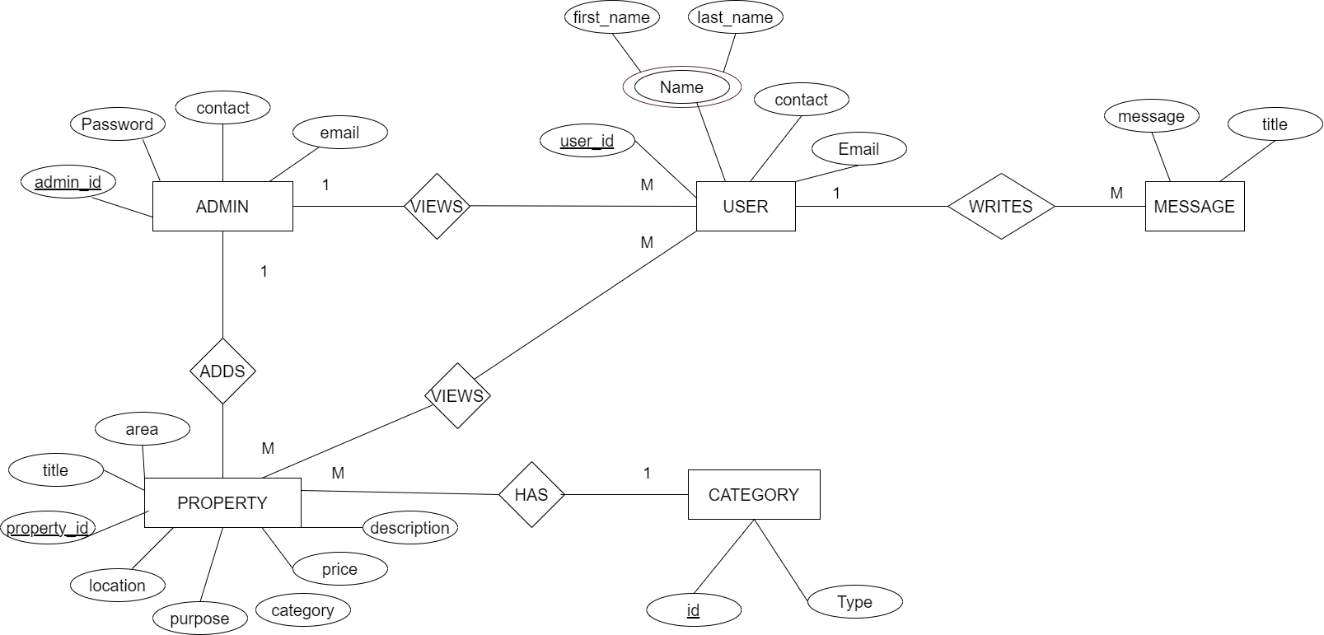 first_name
last_name
Name
contact
contact
Password
email
user_id
Email
message
title
admin_id
1
M
1
M
ADMIN
VIEWS
USER
WRITES
MESSAGE
M
1
ADDS
VIEWS
area
M
title
M
1
PROPERTY
HAS
CATEGORY
property_id
description
location
price
purpose
category
id
Type